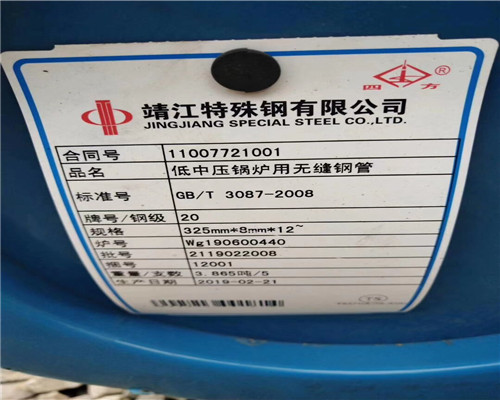 四方®
靖江特殊钢有限公司
JINGJIANG SPECIAL STEEL CO.,LTD.
合同号 11007721001
品名 低中压锅炉用无缝钢管
标准号 GB/T 3087-2008
牌号/钢级 20
规格 325mm*8mm*12~
炉号 Wg190600440
批号 2119022008
捆号 12001
重量/支数 3.865吨/5
生产日期 2019-02-21
TS